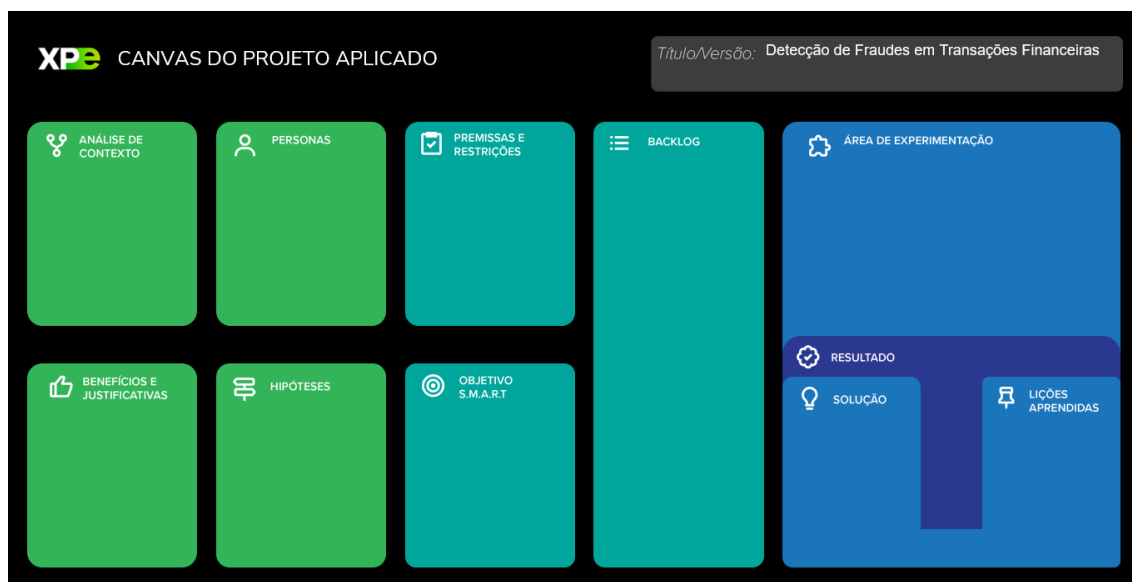 XPe CANVAS DO PROJETO APLICADO
Título/Versão: Detecção de Fraudes em Transações Financeiras
ANÁLISE DE
CONTEXTO
PERSONAS
PREMISSAS E
RESTRIÇÕES
BACKLOG
ÁREA DE EXPERIMENTAÇÃO
BENEFÍCIOS E
JUSTIFICATIVAS
HIPÓTESES
OBJETIVO
S.M.A.R.T
RESULTADO
SOLUÇÃO
LIÇÕES
APRENDIDAS